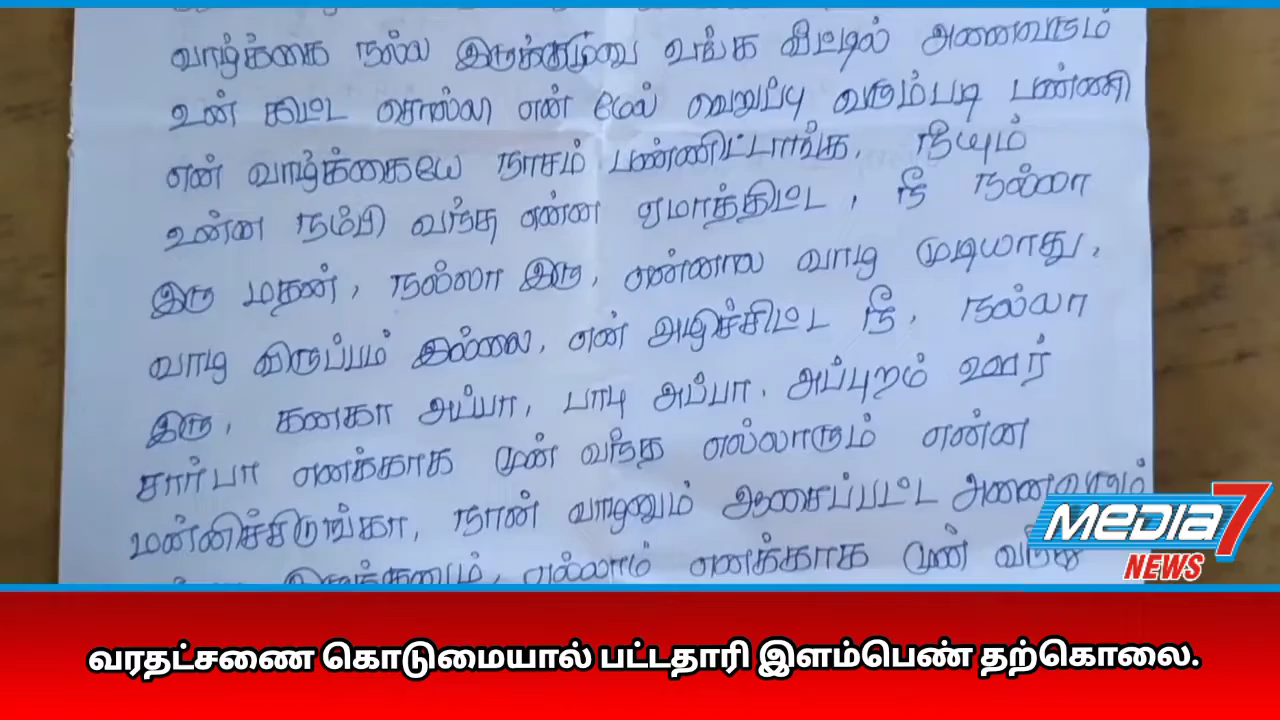 வாழ்க்கை நல்ல இருக்குமுவை உங்க வீட்டில் அனைவரும்
உன் கூட்ட சொல்லி என் மேல் வெறுப்பு வரும்படி பண்ணி
என் வாழ்க்கையே நாசம் பண்ணிட்டாங்க. நீயும்
உன்ன நம்பி வந்த என்ன ஏமாத்திட்ட, நீ நல்லா
இரு மதன், நல்லா இரு, என்னால வாழ முடியாது,
வாழ விருப்பம் இல்லை, என் அழிச்சிட்ட நீ, நல்லா
இரு, கனகா அப்பா, பாபு அப்பா. அப்புறம் ஊர்
சார்பா எனக்காக முன் வந்த எல்லாரும் என்ன
மன்னிச்சிடுங்கா, நான் வாழனும் ஆசைப்பட்ட அனைவரும்
எல்லாம் எனக்காக முன் வந்த
MEDIA 7
NEWS
வரதட்சணை கொடுமையால் பட்டதாரி இளம்பெண் தற்கொலை.